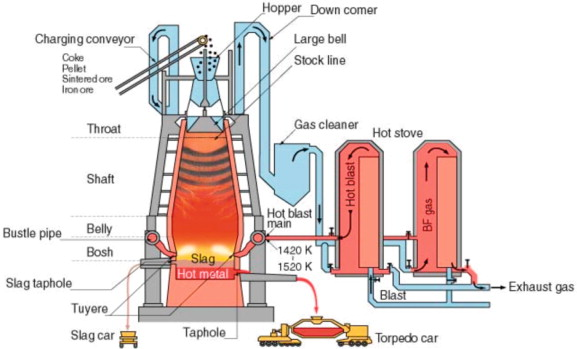 Hopper
Down comer
Charging conveyor
Coke
Pellet
Sintered ore
Iron ore
Large bell
Stock line
Throat
Gas cleaner
Hot stove
Shaft
Hot blast
BF gas
Hot blast
main
Bustle pipe
Belly
Bosh
1420 K
~
1520 K
Slag
Hot metal
Slag taphole
Tuyere
Blast
Exhaust gas
Slag car
Taphole
Torpedo car